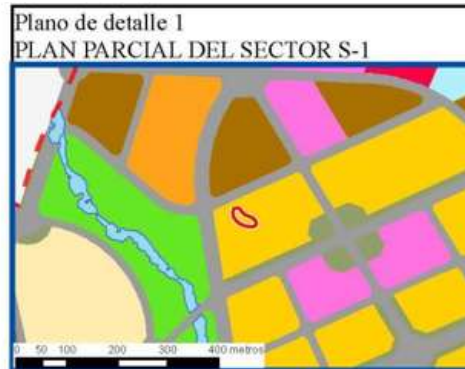 Plano de detalle 1
PLAN PARCIAL DEL SECTOR S-1
0 50 100 200 300 400 metros